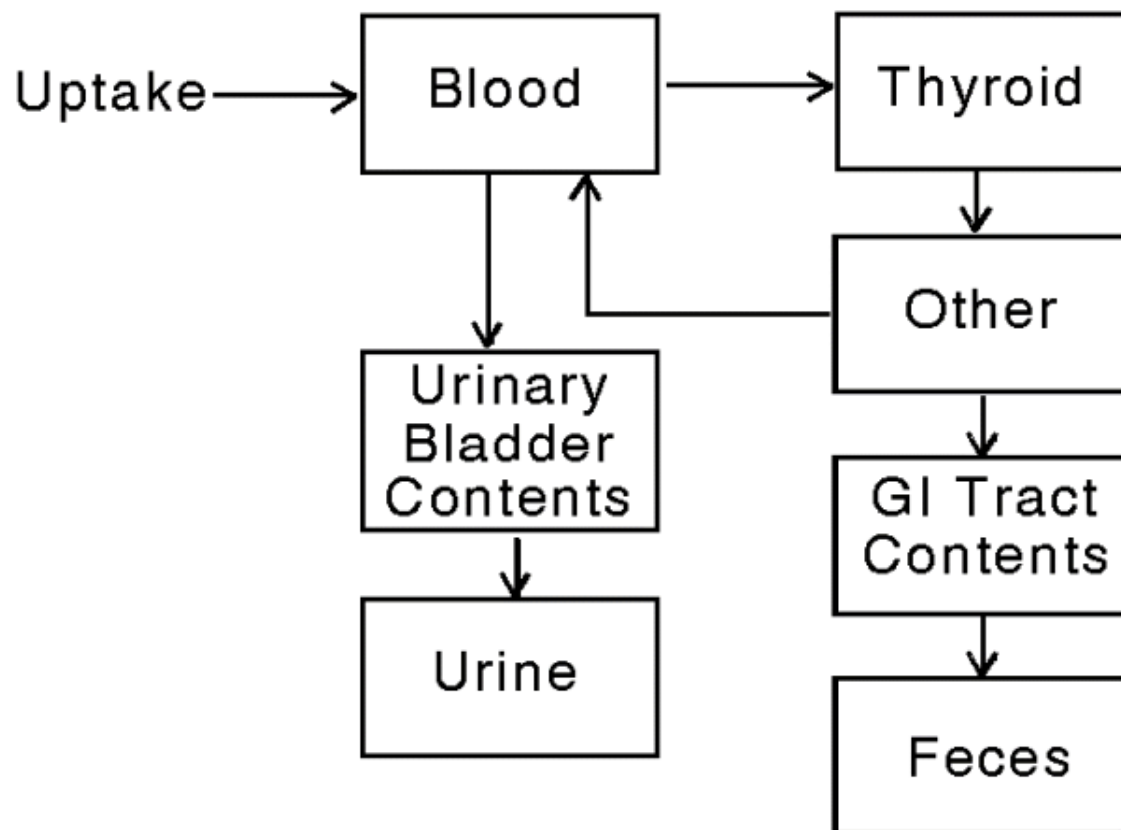 Uptake
Blood
Thyroid
Other
Urinary
Bladder
Contents
GI Tract
Contents
Urine
Feces